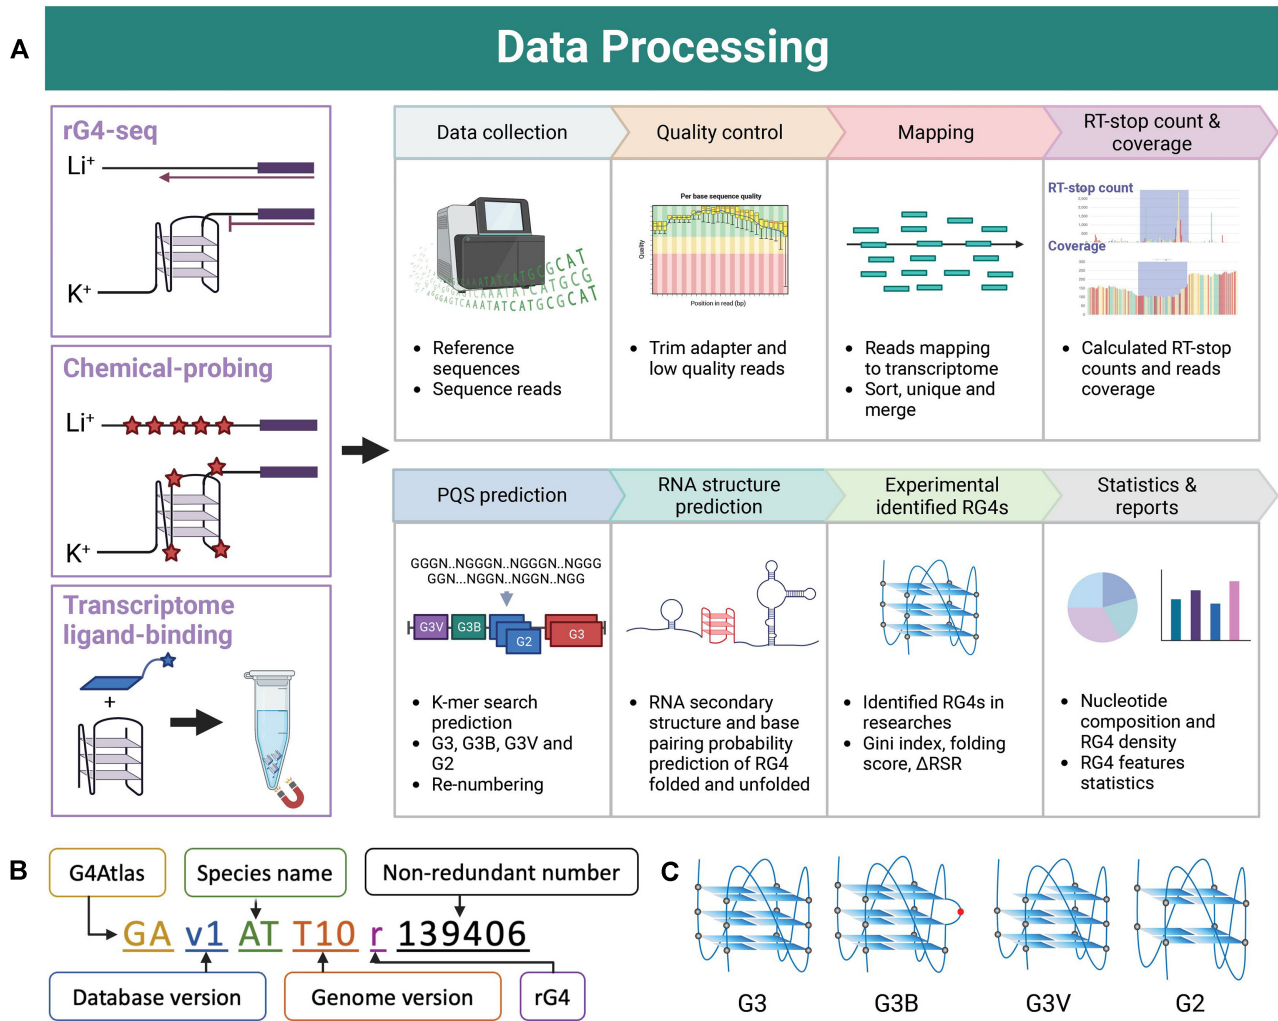 A
Data Processing
rG4-seq
Li+
K+
Chemical-probing
Li+
K+
Transcriptome
ligand-binding
+
Data collection
Quality control
Mapping
RT-stop count &
coverage
Per base sequence quality
Quality
Position in read (bp)
RT-stop count
Coverage
• Reference
sequences
• Sequence reads
• Trim adapter and
low quality reads
• Reads mapping
to transcriptome
• Sort, unique and
merge
• Calculated RT-stop
counts and reads
coverage
PQS prediction
RNA structure
prediction
Experimental
identified RG4s
Statistics &
reports
GGGN..NGGGN..NGGGN..NGGG
GGN...NGGN..NGGN..NGG
G3V
G3B
G2
G3
• K-mer search
prediction
• G3, G3B, G3V and
G2
• Re-numbering
• RNA secondary
structure and base
pairing probability
prediction of RG4
folded and unfolded
• Identified RG4s in
researches
• Gini index, folding
score, ΔRSR
• Nucleotide
composition and
RG4 density
• RG4 features
statistics
B
G4Atlas
Species name
Non-redundant number
GA v1 AT T10 r 139406
Database version
Genome version
rG4
C
G3
G3B
G3V
G2